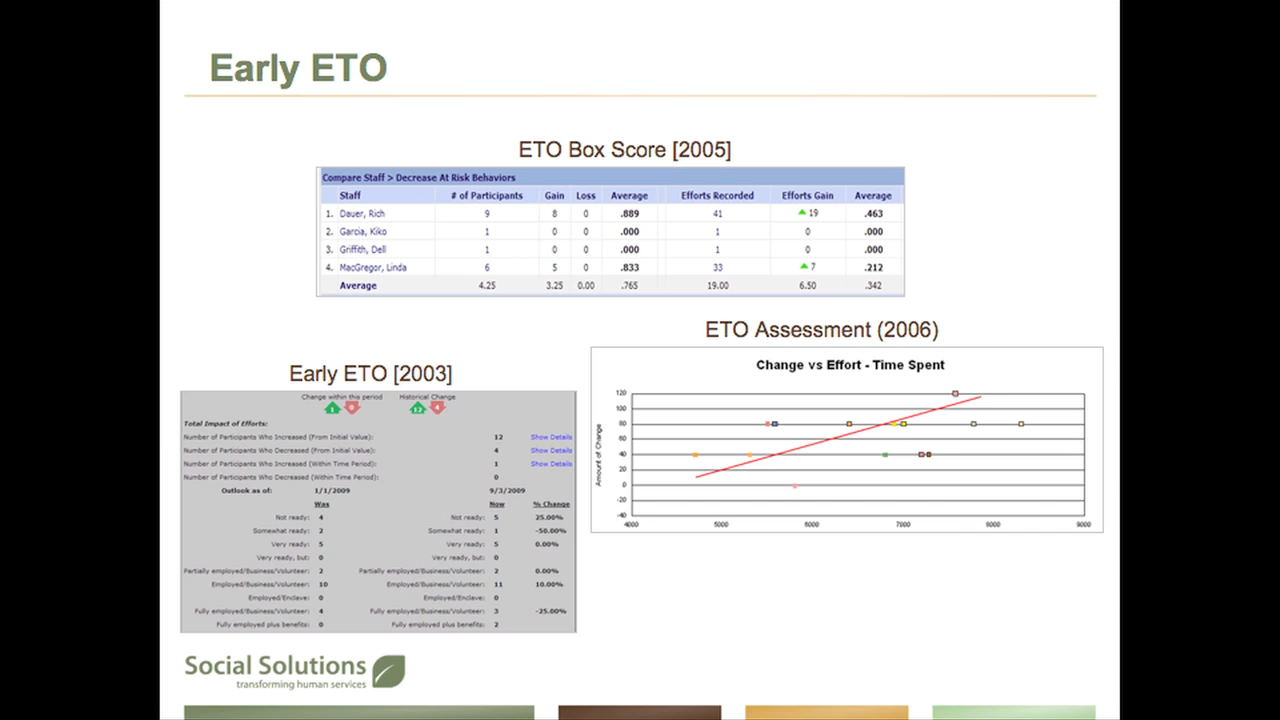 Early ETO
ETO Box Score [2005]
Compare Staff > Decrease At Risk Behaviors
Staff # of Participants Gain Loss Average Efforts Recorded Efforts Gain Average
1. Dauer, Rich 9 8 0 .889 41 19 .463
2. Garcia, Kiko 1 0 0 .000 1 0 .000
3. Griffith, Dell 1 0 0 .000 1 0 .000
4. MacGregor, Linda 6 5 0 .833 33 7 .212
Average 4.25 3.25 0.00 .765 19.00 6.50 .342
ETO Assessment (2006)
Change vs Effort - Time Spent
Amount of Change
120
100
80
60
40
20
0
-20
-40
4000 5000 6000 7000 8000 9000
Early ETO [2003]
Change within this period Historical Change
1 0 12 4
Total Impact of Efforts:
Number of Participants Who Increased (From Initial Value): 12 Show Details
Number of Participants Who Decreased (From Initial Value): 4 Show Details
Number of Participants Who Increased (Within Time Period): 1 Show Details
Number of Participants Who Decreased (Within Time Period): 0
Outlook as of: 1/1/2009 9/3/2009
Was Now % Change
Not ready: 4 Not ready: 5 25.00%
Somewhat ready: 2 Somewhat ready: 1 -50.00%
Very ready: 5 Very ready: 5 0.00%
Very ready, but: 0 Very ready, but: 0
Partially employed/Business/Volunteer: 2 Partially employed/Business/Volunteer: 2 0.00%
Employed/Business/Volunteer: 10 Employed/Business/Volunteer: 11 10.00%
Employed/Enclave: 0 Employed/Enclave: 0
Fully employed/Business/Volunteer: 4 Fully employed/Business/Volunteer: 3 -25.00%
Fully employed plus benefits: 0 Fully employed plus benefits: 2
Social Solutions
transforming human services